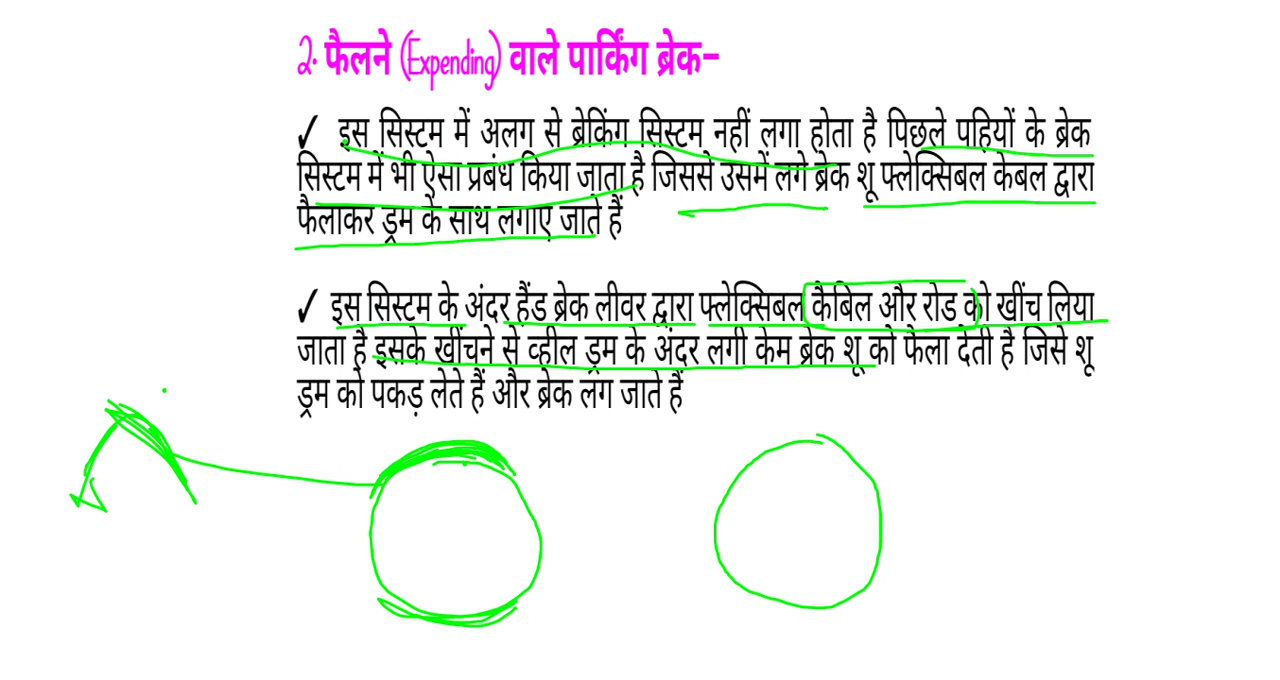 2. फैलने (Expending) वाले पार्किंग ब्रेक-
✓ इस सिस्टम में अलग से ब्रेकिंग सिस्टम नहीं लगा होता है पिछले पहियों के ब्रेक
सिस्टम में भी ऐसा प्रबंध किया जाता है जिससे उसमें लगे ब्रेक शू फ्लेक्सिबल केबल द्वारा
फैलाकर ड्रम के साथ लगाए जाते हैं
✓ इस सिस्टम के अंदर हैंड ब्रेक लीवर द्वारा फ्लेक्सिबल कैबिल और रोड को खींच लिया
जाता है इसके खींचने से व्हील ड्रम के अंदर लगी केम ब्रेक शू को फैला देती है जिसे शू
ड्रम को पकड़ लेते हैं और ब्रेक लग जाते हैं